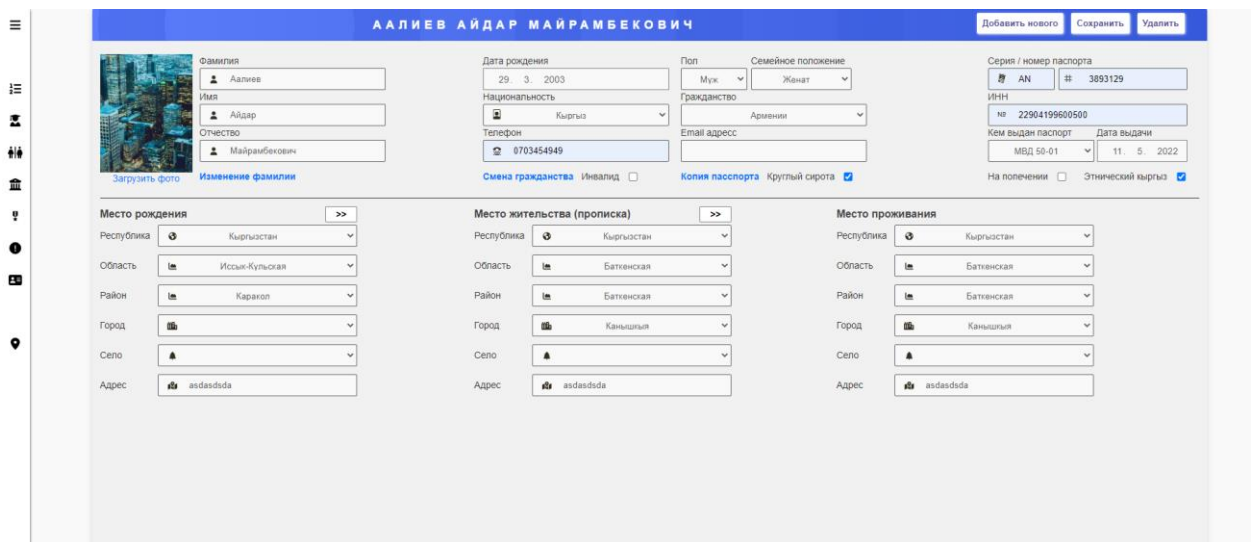 ААЛИЕВ АЙДАР МАЙРАМБЕКОВИЧ Добавить нового Сохранить Удалить
Фамилия Дата рождения Пол Семейное положение Серия / номер паспорта
Аалиев 29. 3. 2003 Муж Женат AN # 3893129
Имя Национальность Гражданство ИНН
Айдар Кыргыз Армении № 22904199600500
Отчество Телефон Email адресс Кем выдан паспорт Дата выдачи
Майрамбекович 0703454949 МВД 50-01 11. 5. 2022
Загрузить фото Изменение фамилии Смена гражданства Инвалид Копия пасспорта Круглый сирота На попечении Этнический кыргыз
Место рождения >> Место жительства (прописка) >> Место проживания
Республика Кыргызстан Республика Кыргызстан Республика Кыргызстан
Область Иссык-Кульская Область Баткенская Область Баткенская
Район Каракол Район Баткенская Район Баткенская
Город Город Канышкыя Город Канышкыя
Село Село Село
Адрес asdasdsda Адрес asdasdsda Адрес asdasdsda